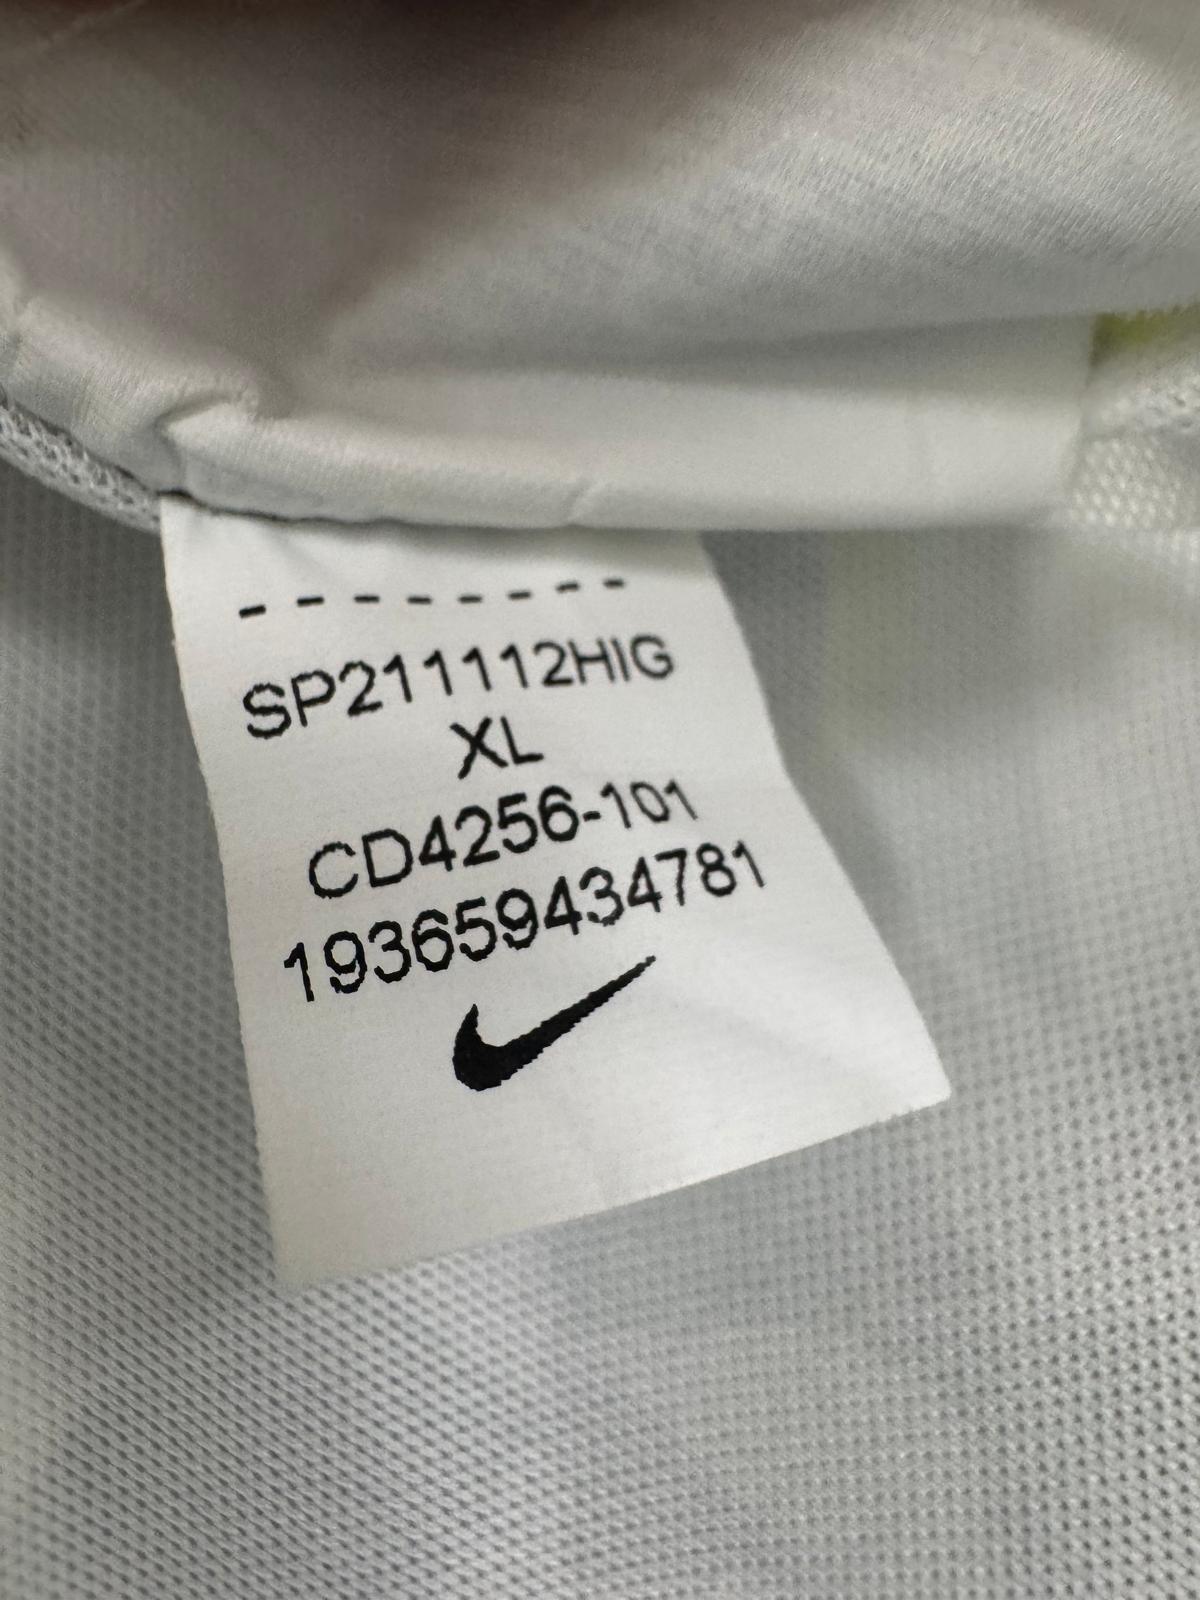 --------
SP211112HIG
XL
CD4256-101
193659434781